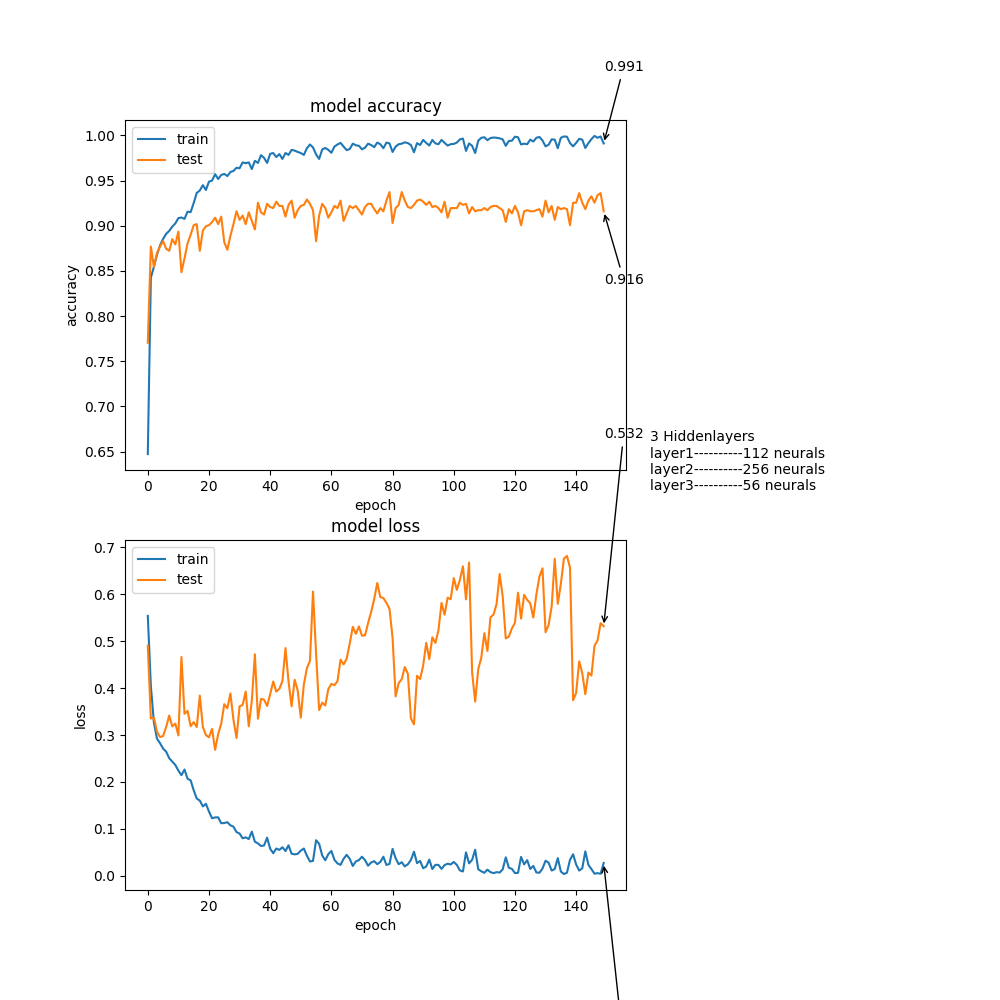 0.991
model accuracy
train
test
1.00
0.95
0.90
0.85
0.80
0.75
0.70
0.65
accuracy
0.916
0 20 40 60 80 100 120 140
epoch
0.532
3 Hiddenlayers
layer1----------112 neurals
layer2----------256 neurals
layer3----------56 neurals
model loss
train
test
0.7
0.6
0.5
0.4
0.3
0.2
0.1
0.0
loss
0 20 40 60 80 100 120 140
epoch